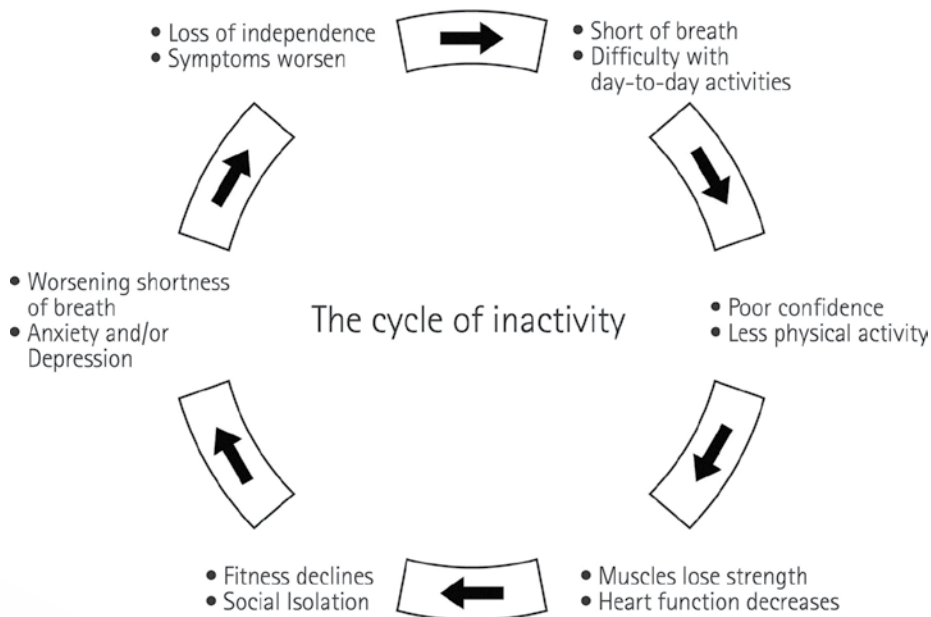 • Loss of independence
• Symptoms worsen
• Short of breath
• Difficulty with
day-to-day activities
• Poor confidence
• Less physical activity
• Muscles lose strength
• Heart function decreases
• Fitness declines
• Social Isolation
• Worsening shortness
of breath
• Anxiety and/or
Depression
The cycle of inactivity